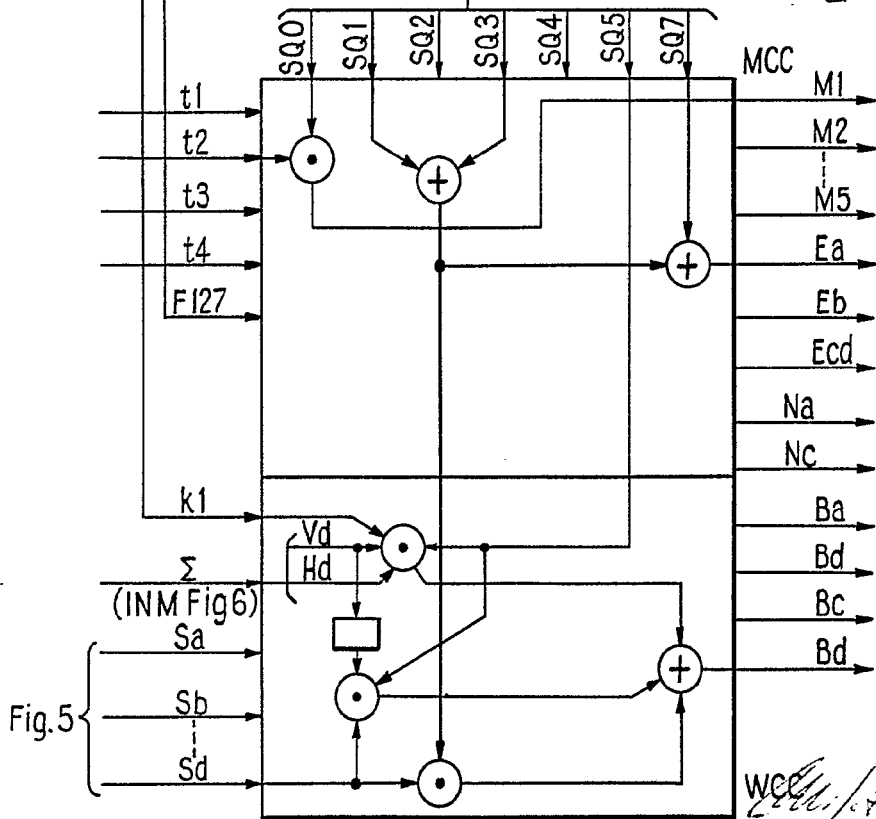 SQ0 SQ1 SQ2 SQ3 SQ4 SQ5 SQ7
MCC
t1
t2
t3
t4
F127
M1
M2
M5
Ea
Eb
Ecd
Na
Nc
Ba
Bd
Bc
Bd
k1
Vd
Hd
Σ
(INM Fig6)
Sa
Sb
Sd
Fig.5
WCC